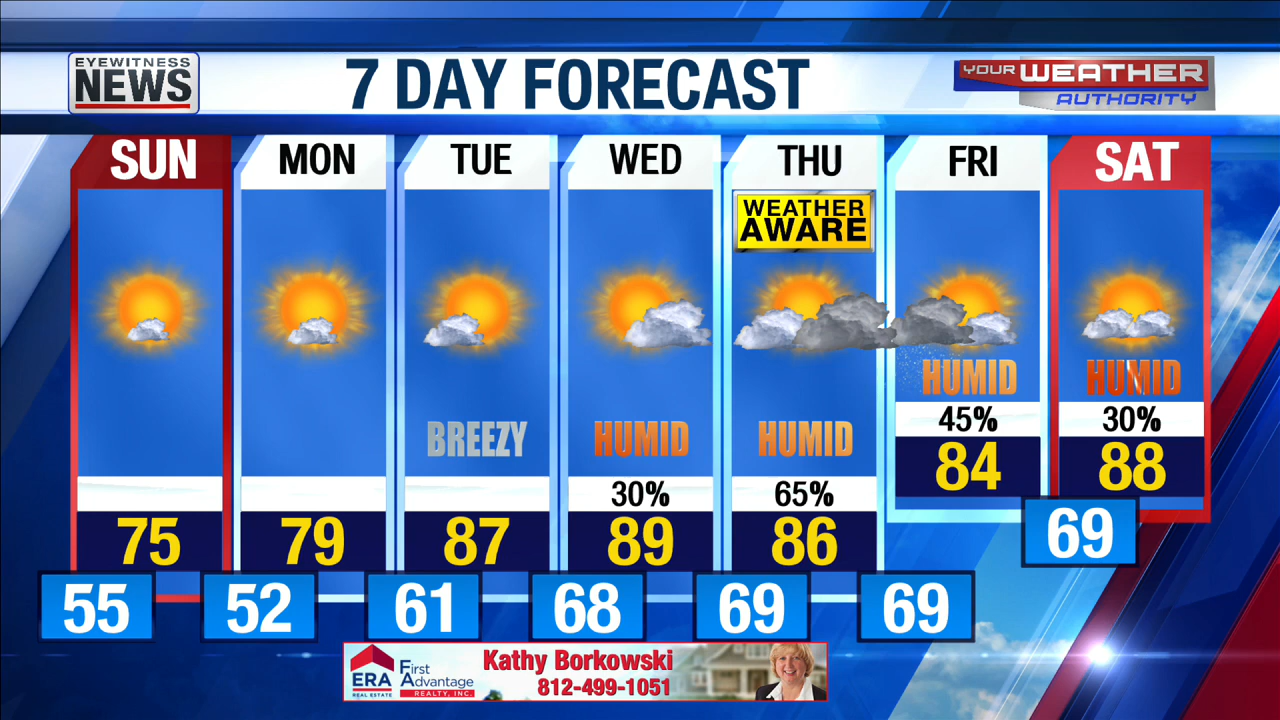 EYEWITNESS
NEWS
7 DAY FORECAST
YOUR WEATHER
AUTHORITY
SUN
75
55
MON
79
52
TUE
BREEZY
87
61
WED
HUMID
30%
89
68
THU
WEATHER
AWARE
HUMID
65%
86
69
FRI
HUMID
45%
84
69
SAT
HUMID
30%
88
69
ERA
REAL ESTATE
First
Advantage
REALTY, INC.
Kathy Borkowski
812-499-1051